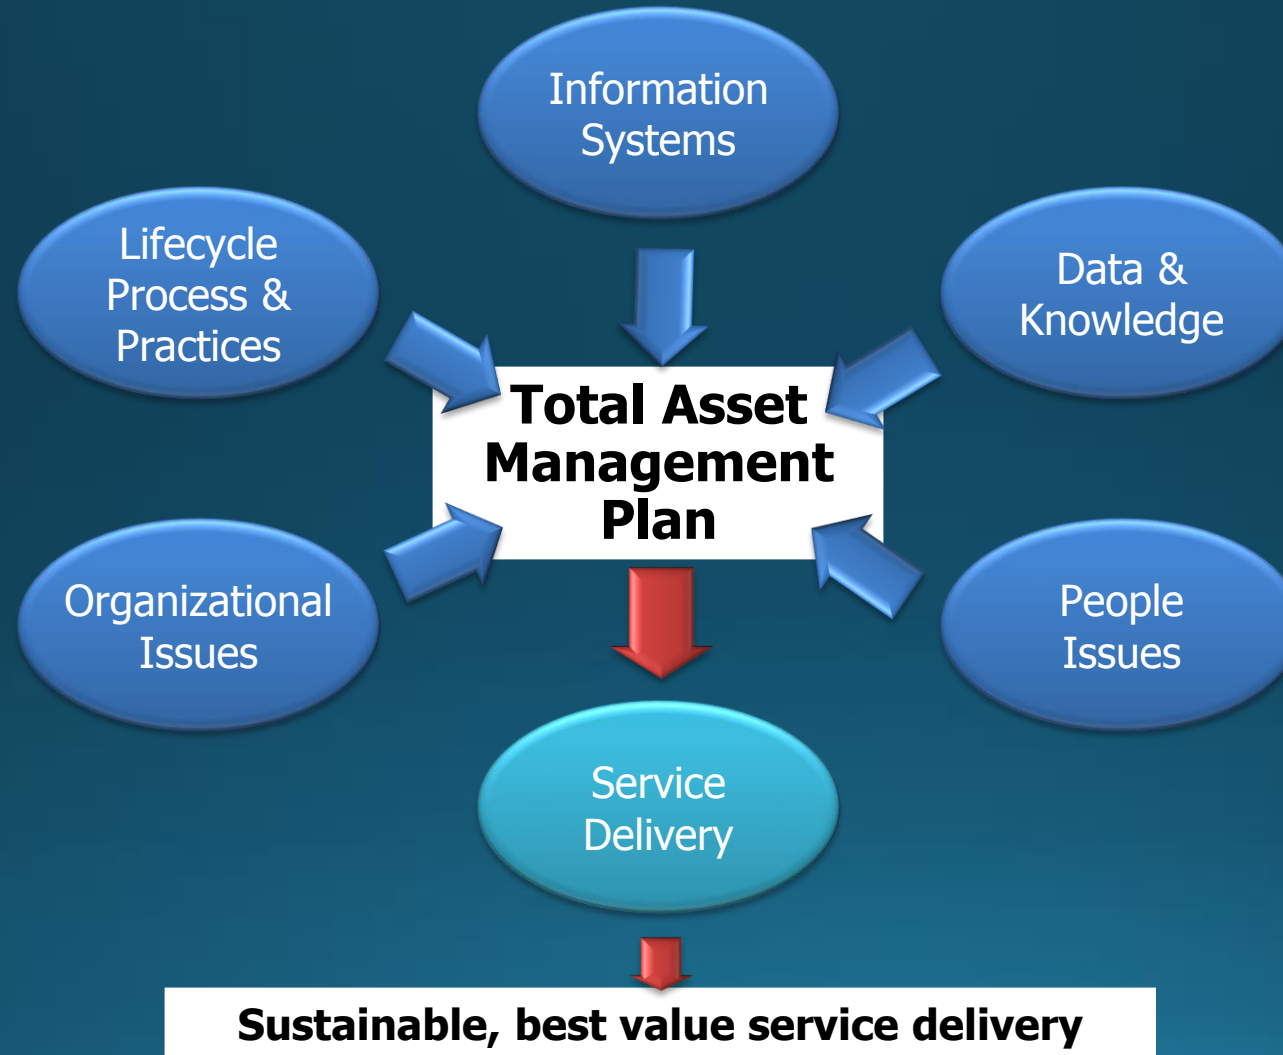 Information
Systems
Lifecycle
Process &
Practices
Data &
Knowledge
Total Asset
Management
Plan
Organizational
Issues
People
Issues
Service
Delivery
Sustainable, best value service delivery